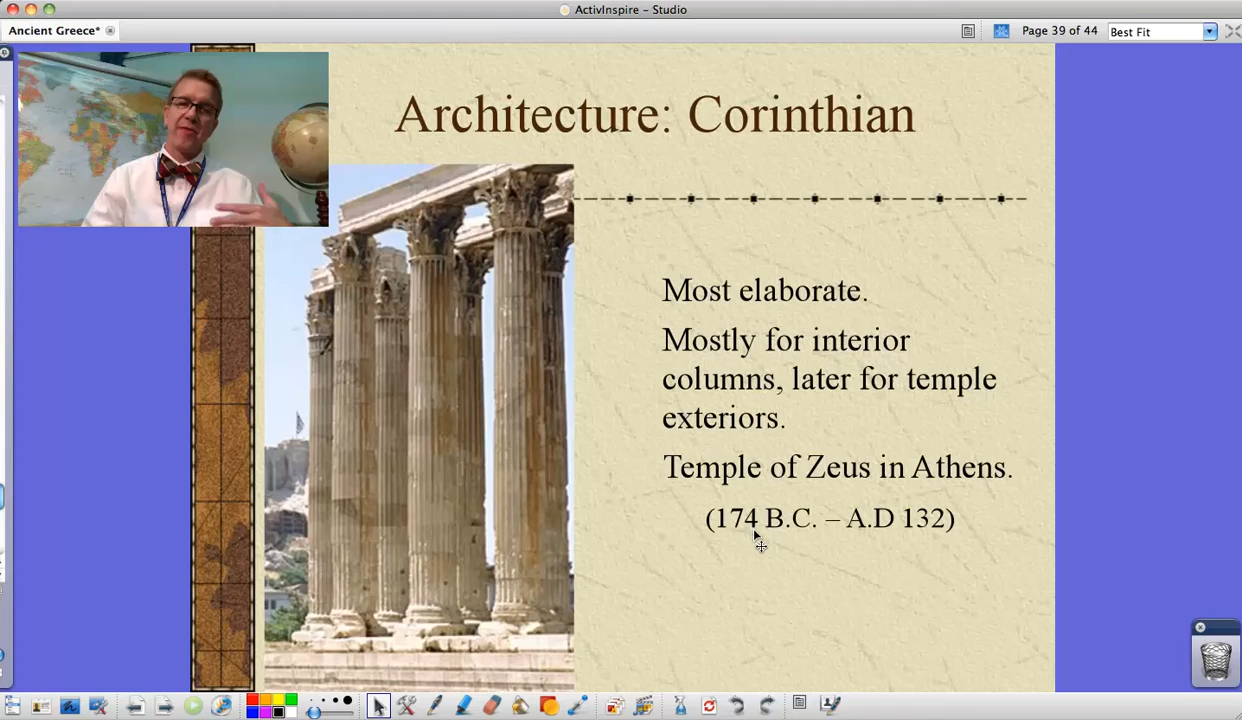 ActivInspire – Studio
Ancient Greece*
Page 39 of 44
Best Fit
Architecture: Corinthian
Most elaborate.
Mostly for interior
columns, later for temple
exteriors.
Temple of Zeus in Athens.
(174 B.C. – A.D 132)